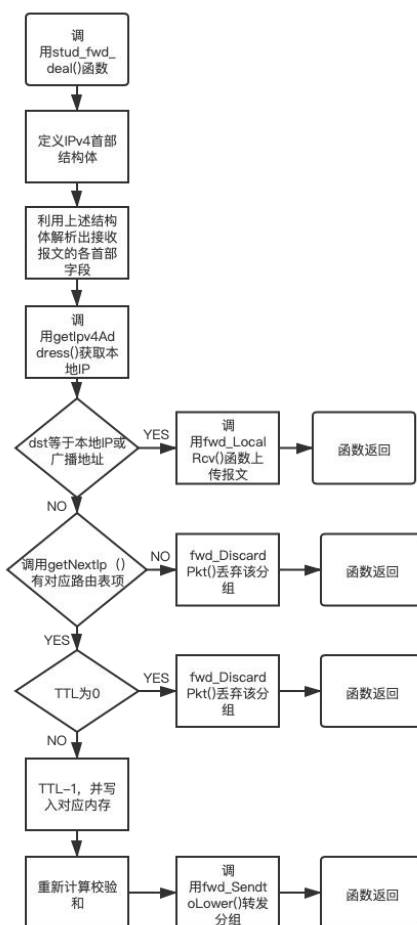 调
用stud_fwd_
deal()函数
定义IPv4首部
结构体
利用上述结构
体解析出接收
报文的各首部
字段
调
用getIpv4Ad
dress()获取本
地IP
dst等于本地IP或
广播地址
YES
调
用fwd_Local
Rcv()函数上
传报文
函数返回
NO
调用getNextIp（）
有对应路由表项
NO
fwd_Discard
Pkt()丢弃该分
组
函数返回
YES
TTL为0
YES
fwd_Discard
Pkt()丢弃该分
组
函数返回
NO
TTL-1，并写
入对应内存
重新计算校验
和
调
用fwd_Sendt
oLower()转发
分组
函数返回